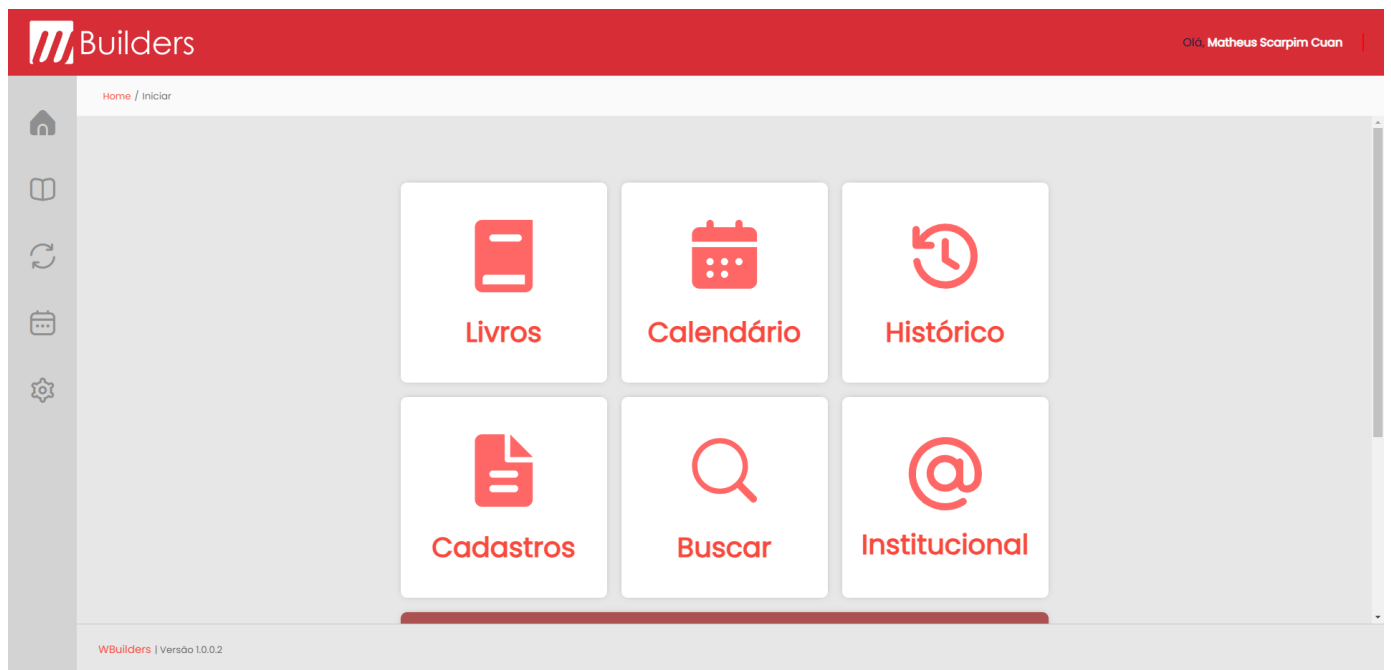 Builders
Olá, Matheus Scarpim Cuan
Home / Iniciar
Livros
Calendário
Histórico
Cadastros
Buscar
Institucional
WBuilders | Versão 1.0.0.2